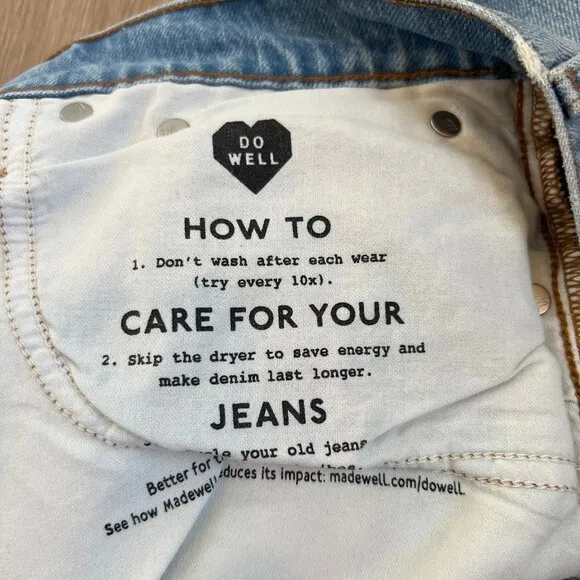 DO
WELL
HOW TO
1. Don't wash after each wear
(try every 10x).
CARE FOR YOUR
2. Skip the dryer to save energy and
make denim last longer.
JEANS
your old jeans
Better for
See how Madewell duces its impact: madewell.com/dowell.